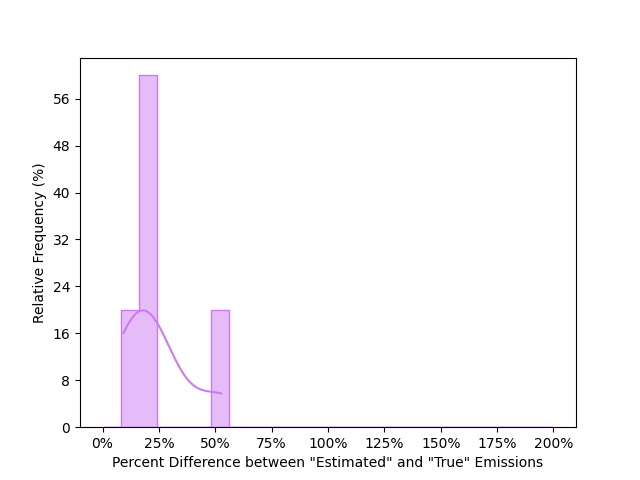 56
48
40
32
24
16
8
0
Relative Frequency (%)
0% 25% 50% 75% 100% 125% 150% 175% 200%
Percent Difference between "Estimated" and "True" Emissions